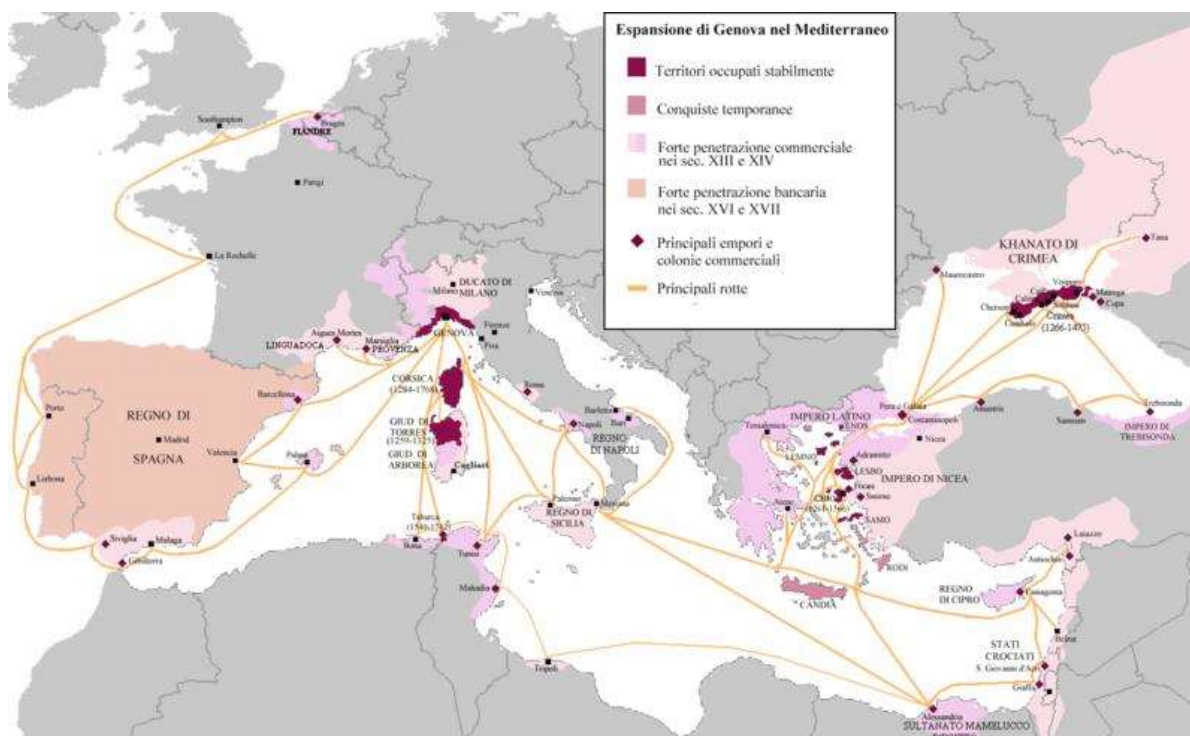 Espansione di Genova nel Mediterraneo
Territori occupati stabilmente
Conquiste temporanee
Forte penetrazione commerciale
nei sec. XIII e XIV
Forte penetrazione bancaria
nei sec. XVI e XVII
Principali empori e
colonie commerciali
Principali rotte
Southampton
Bruges
FIANDRE
Parigi
La Rochelle
Milano
DUCATO DI
MILANO
Venezia
GENOVA
Firenze
Pisa
Aigues Mortes
LINGUADOCA
Marsiglia
PROVENZA
Barcellona
CORSICA
(1284-1768)
Roma
Napoli
Barletta
Bari
REGNO
DI NAPOLI
GIUD. DI
TORRES
(1259-1325)
GIUD. DI
ARBOREA
Cagliari
Porto
REGNO DI
SPAGNA
Madrid
Valencia
Palma
Lisbona
Siviglia
Malaga
Gibilterra
Tabarca
(1540-1742)
Bona
Tunisi
Mahadia
Tripoli
Palermo
Messina
REGNO DI
SICILIA
KHANATO DI
CRIMEA
Tana
Maurocastro
Matrega
Copa
(1266-1475)
Pera e Galata
Costantinopoli
Amastris
Samsun
Trebisonda
IMPERO DI
TREBISONDA
IMPERO LATINO
ENOS
Tessalonica
Nicea
LEMNO
Adramitto
LESBO
Focea
IMPERO DI NICEA
Smirne
Atene
SAMO
RODI
CANDIA
Laiazzo
Antiochia
REGNO
DI CIPRO
Famagosta
Beirut
STATI
CROCIATI
S. Giovanni d'Acri
Giaffa
Alessandria
SULTANATO MAMELUCCO